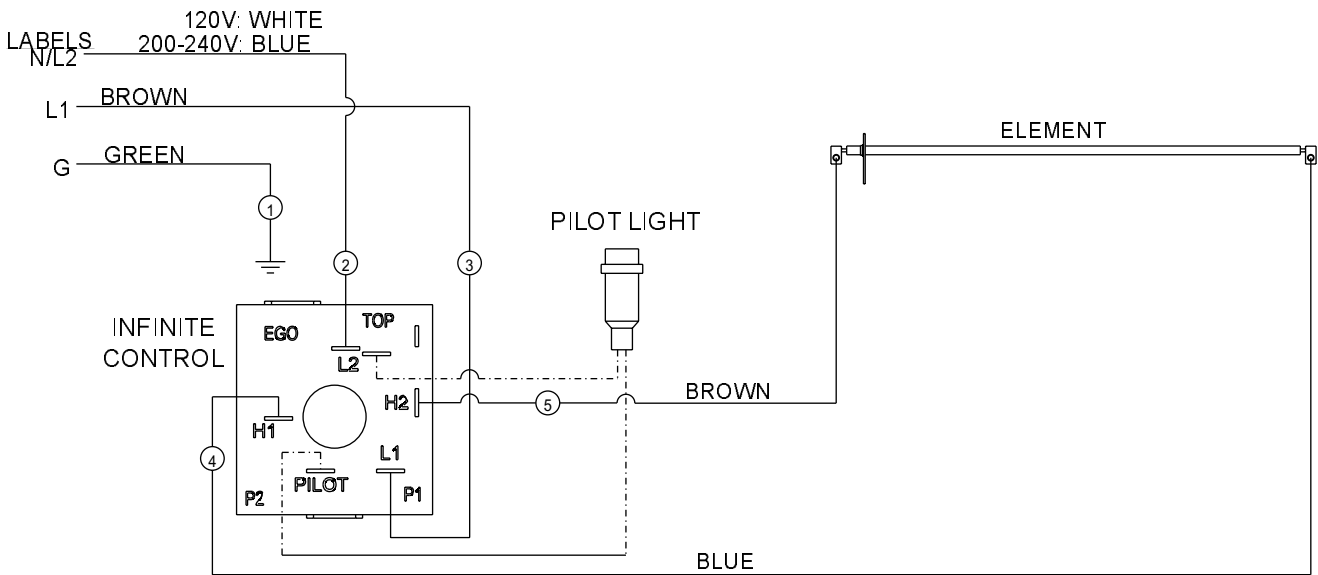 120V: WHITE
200-240V: BLUE
LABELS
N/L2
L1
BROWN
G
GREEN
ELEMENT
1
2
3
PILOT LIGHT
INFINITE
CONTROL
EGO
TOP
L2
H2
5
BROWN
H1
4
L1
PILOT
P2
P1
BLUE